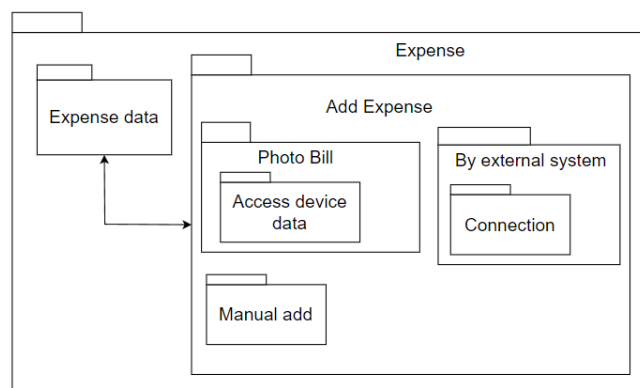 Expense
Expense data
Add Expense
Photo Bill
Access device
data
By external system
Connection
Manual add